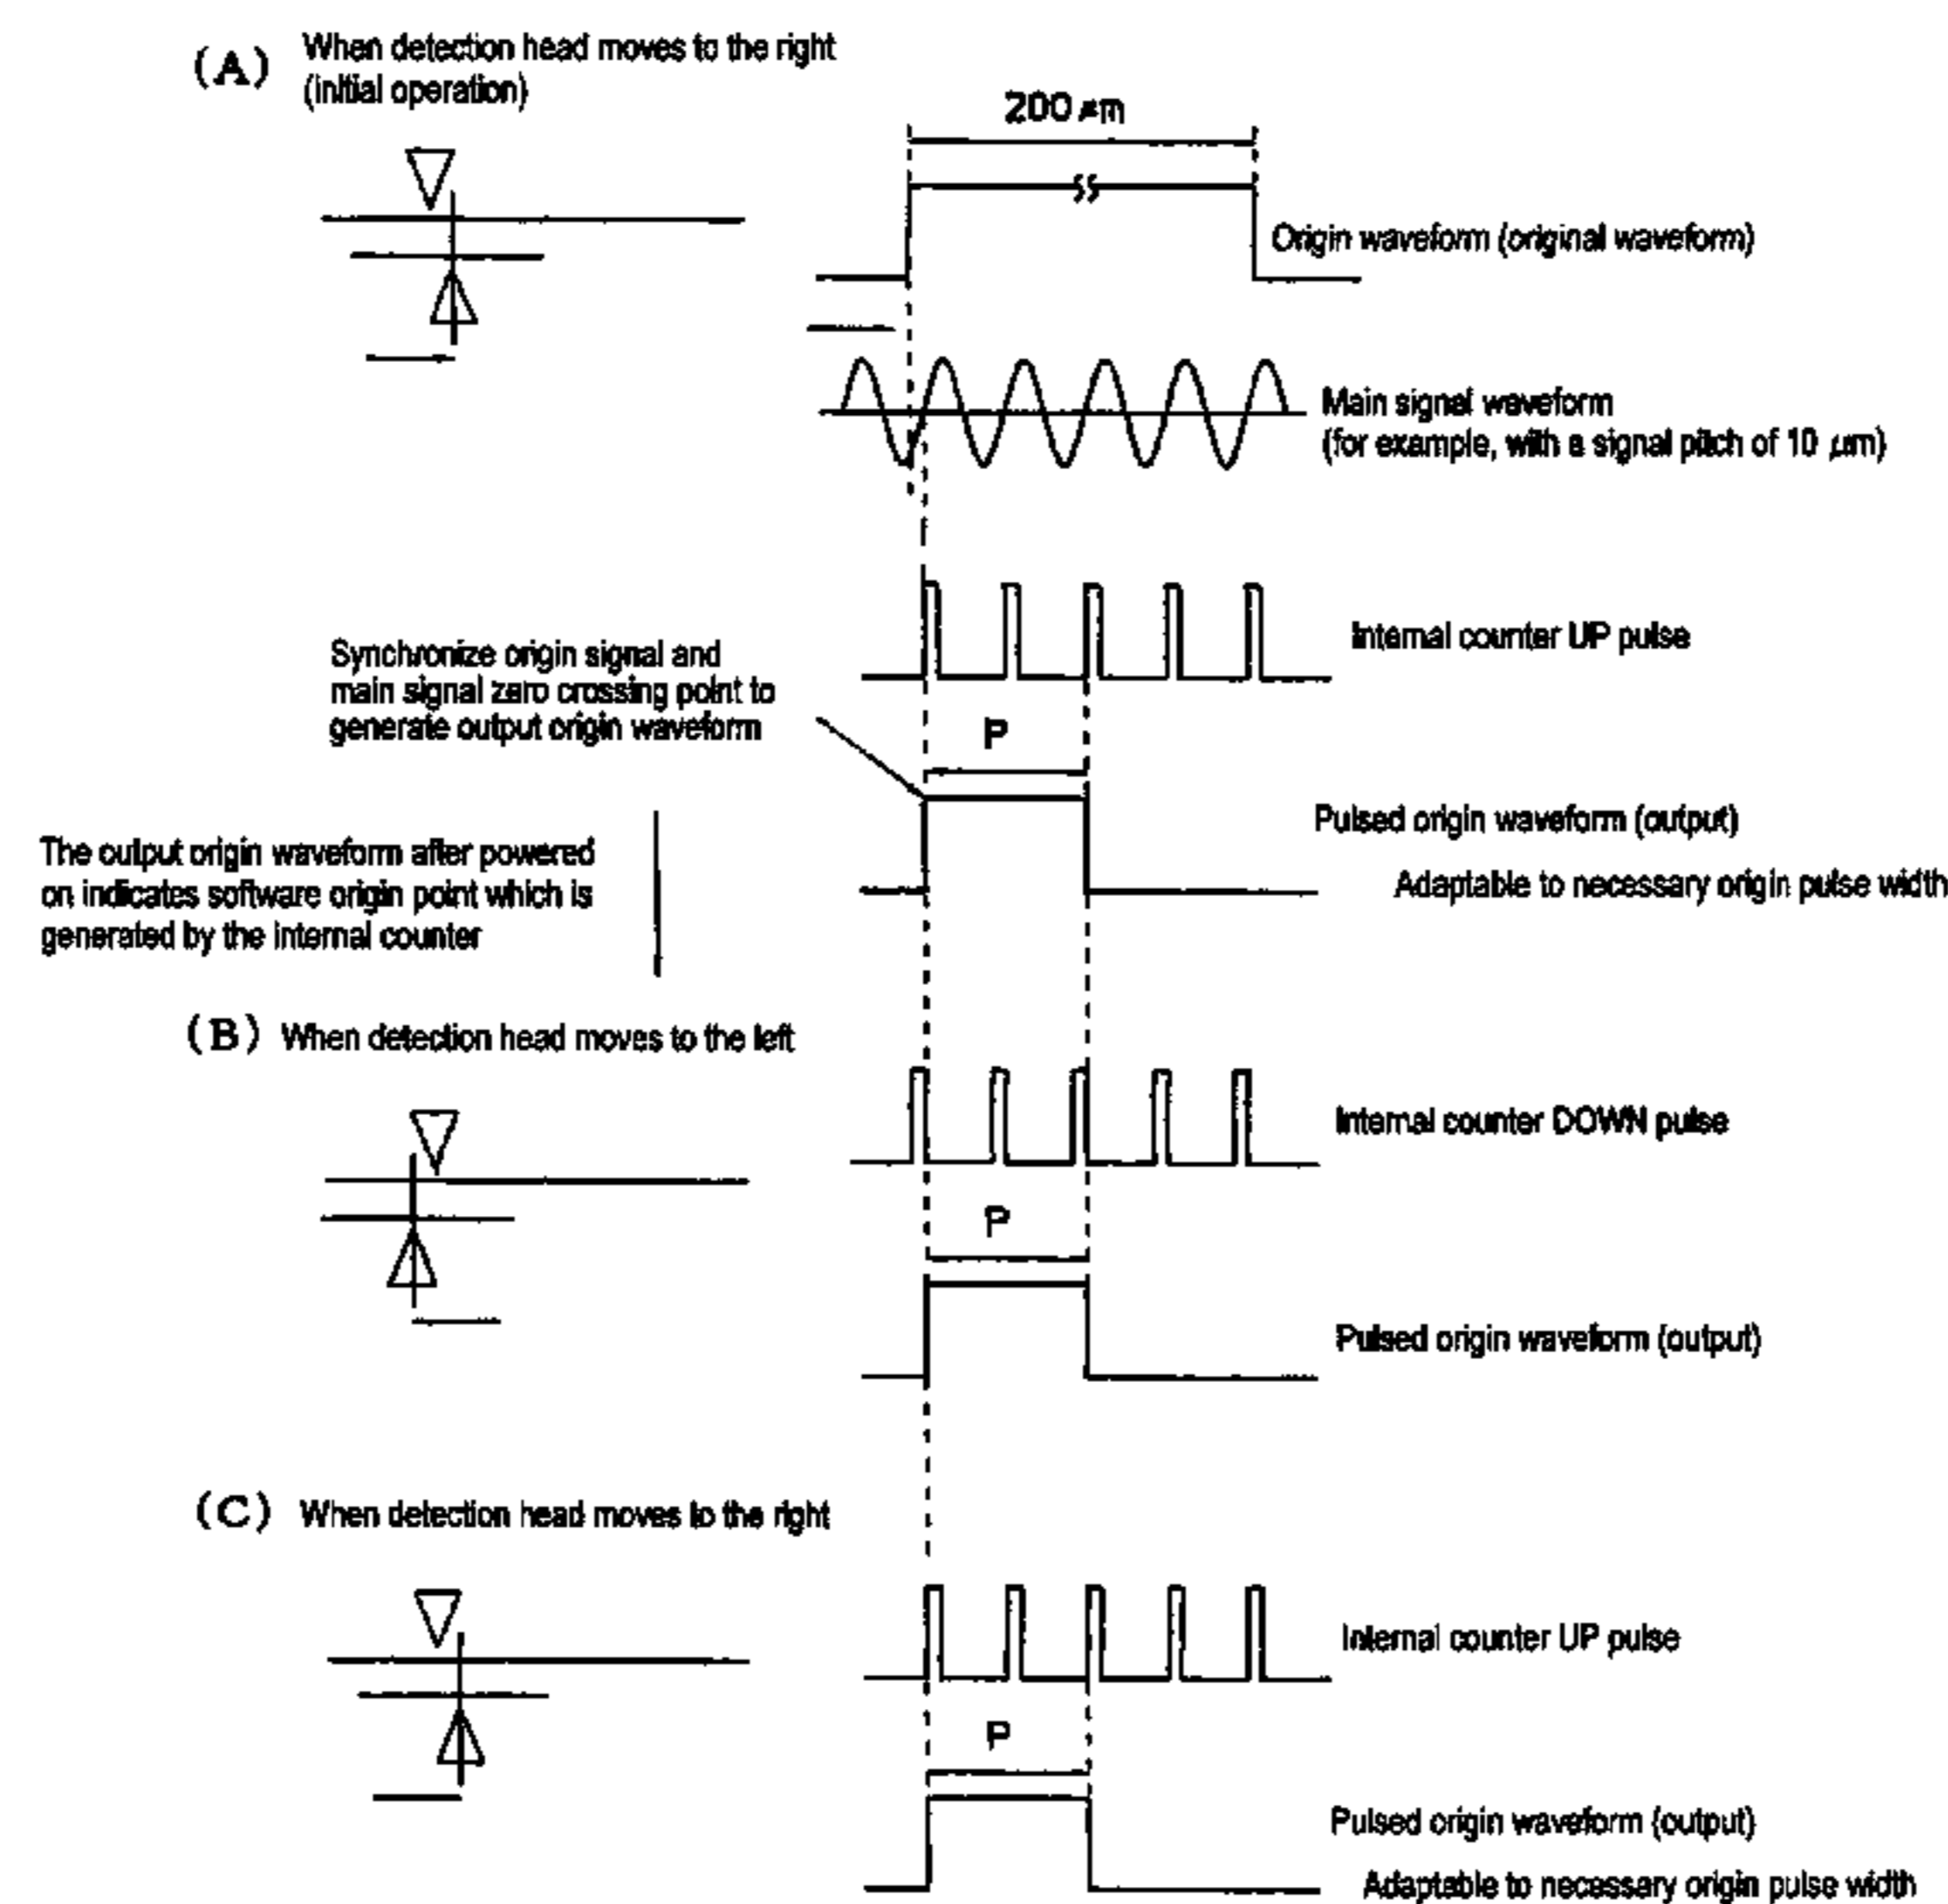 (A) When detection head moves to the right
(initial operation)
200 μm
Origin waveform (original waveform)
Main signal waveform
(for example, with a signal pitch of 10 μm)
Internal counter UP pulse
Synchronize origin signal and
main signal zero crossing point to
generate output origin waveform
P
Pulsed origin waveform (output)
Adaptable to necessary origin pulse width
The output origin waveform after powered
on indicates software origin point which is
generated by the internal counter
(B) When detection head moves to the left
Internal counter DOWN pulse
P
Pulsed origin waveform (output)
(C) When detection head moves to the right
Internal counter UP pulse
P
Pulsed origin waveform (output)
Adaptable to necessary origin pulse width